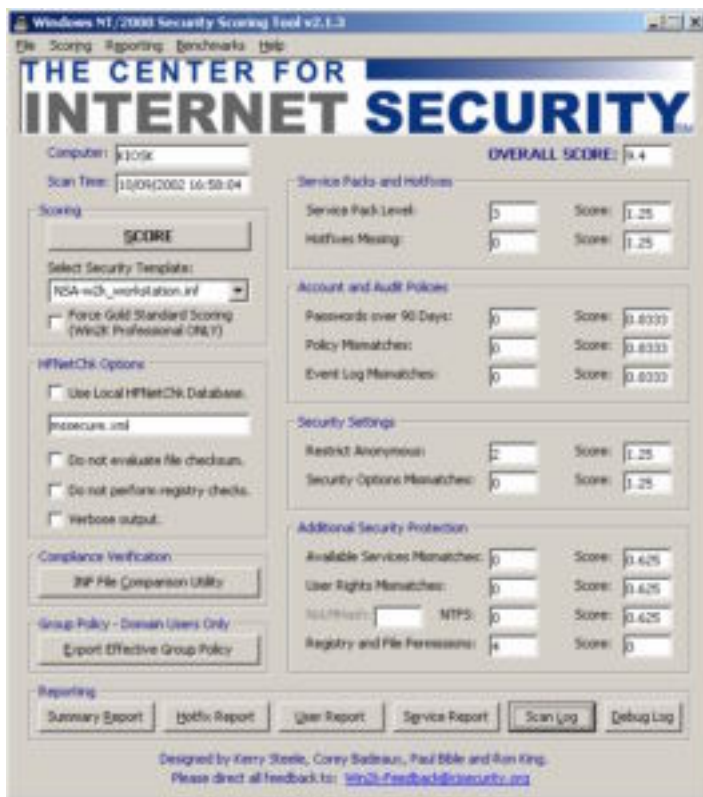 Windows NT/2000 Security Scoring Tool v2.1.3
File Scoring Reporting Benchmarks Help
THE CENTER FOR
INTERNET SECURITY
Computer: KIOSK
OVERALL SCORE: 9.4
Scan Time: 10/09/2002 16:58:04
Scoring
SCORE
Select Security Template:
NSA-w2k_workstation.inf
Force Gold Standard Scoring
(Win2K Professional ONLY)
HFNetChk Options
Use Local HFNetChk Database.
mssecure.xml
Do not evaluate file checksum.
Do not perform registry checks.
Verbose output.
Compliance Verification
INF File Comparison Utility
Group Policy - Domain Users Only
Export Effective Group Policy
Service Packs and Hotfixes
Service Pack Level: 3 Score: 1.25
Hotfixes Missing: 0 Score: 1.25
Account and Audit Policies
Passwords over 90 Days: 0 Score: 0.8333
Policy Mismatches: 0 Score: 0.8333
Event Log Mismatches: 0 Score: 0.8333
Security Settings
Restrict Anonymous: 2 Score: 1.25
Security Options Mismatches: 0 Score: 1.25
Additional Security Protection
Available Services Mismatches: 0 Score: 0.625
User Rights Mismatches: 0 Score: 0.625
NTFS: 0 Score: 0.625
Registry and File Permissions: 4 Score: 0
Reporting
Summary Report Hotfix Report User Report Service Report Scan Log Debug Log
Designed by Kerry Steele, Corey Badeaux, Paul Bible and Ron King.
Please direct all feedback to: Win2k-Feedback@cisecurity.org